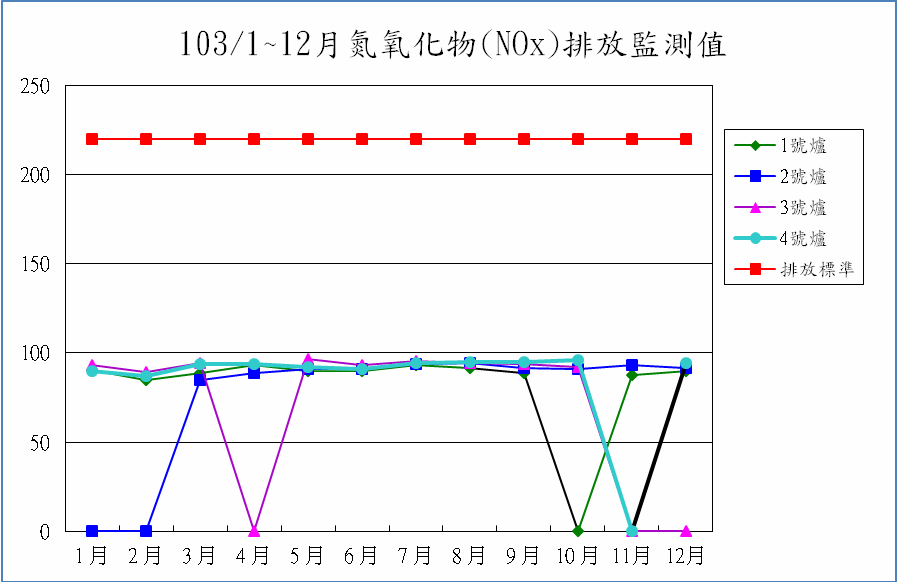 103/1~12月氮氧化物(NOx)排放監測值
250
200
150
100
50
0
1月 2月 3月 4月 5月 6月 7月 8月 9月 10月 11月 12月
1號爐
2號爐
3號爐
4號爐
排放標準